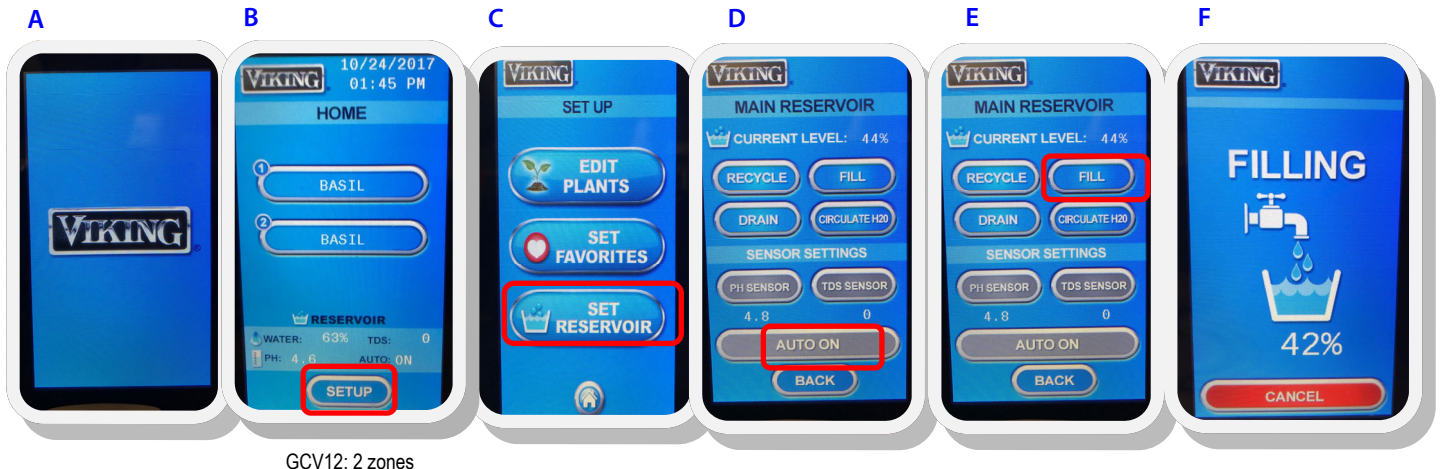 A
B
C
D
E
F
VIKING
VIKING
10/24/2017
01:45 PM
HOME
1
BASIL
2
BASIL
RESERVOIR
WATER: 63% TDS: 0
PH: 4.6 AUTO: ON
SETUP
GCV12: 2 zones
VIKING
SET UP
EDIT
PLANTS
SET
FAVORITES
SET
RESERVOIR
VIKING
MAIN RESERVOIR
CURRENT LEVEL: 44%
RECYCLE FILL
DRAIN CIRCULATE H20
SENSOR SETTINGS
PH SENSOR TDS SENSOR
4.8 0
AUTO ON
BACK
VIKING
MAIN RESERVOIR
CURRENT LEVEL: 44%
RECYCLE FILL
DRAIN CIRCULATE H20
SENSOR SETTINGS
PH SENSOR TDS SENSOR
4.8 0
AUTO ON
BACK
VIKING
FILLING
42%
CANCEL